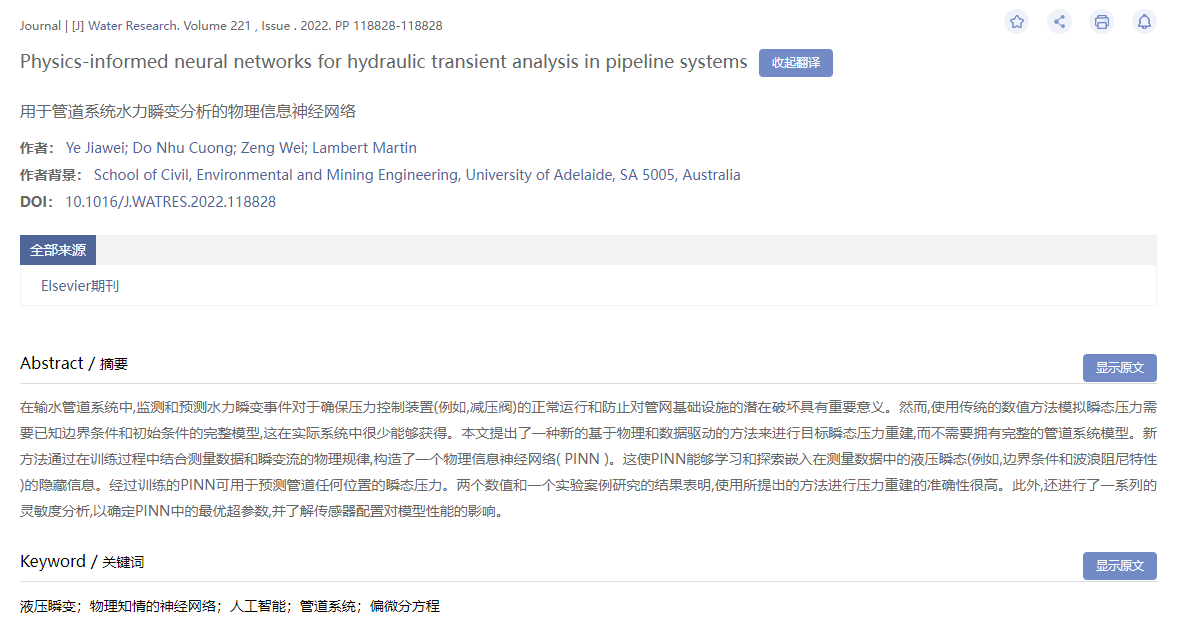 Journal | [J] Water Research. Volume 221 , Issue . 2022. PP 118828-118828
Physics-informed neural networks for hydraulic transient analysis in pipeline systems 收起翻译
用于管道系统水力瞬变分析的物理信息神经网络
作者： Ye Jiawei; Do Nhu Cuong; Zeng Wei; Lambert Martin
作者背景： School of Civil, Environmental and Mining Engineering, University of Adelaide, SA 5005, Australia
DOI： 10.1016/J.WATRES.2022.118828
全部来源
Elsevier期刊
Abstract / 摘要 显示原文
在输水管道系统中,监测和预测水力瞬变事件对于确保压力控制装置(例如,减压阀)的正常运行和防止对管网基础设施的潜在破坏具有重要意义。然而,使用传统的数值方法模拟瞬态压力需
要已知边界条件和初始条件的完整模型,这在实际系统中很少能够获得。本文提出了一种新的基于物理和数据驱动的方法来进行目标瞬态压力重建,而不需要拥有完整的管道系统模型。新
方法通过在训练过程中结合测量数据和瞬变流的物理规律,构造了一个物理信息神经网络( PINN )。这使PINN能够学习和探索嵌入在测量数据中的液压瞬态(例如,边界条件和波浪阻尼特性
)的隐藏信息。经过训练的PINN可用于预测管道任何位置的瞬态压力。两个数值和一个实验案例研究的结果表明,使用所提出的方法进行压力重建的准确性很高。此外,还进行了一系列的
灵敏度分析,以确定PINN中的最优超参数,并了解传感器配置对模型性能的影响。
Keyword / 关键词 显示原文
液压瞬变；物理知情的神经网络；人工智能；管道系统；偏微分方程